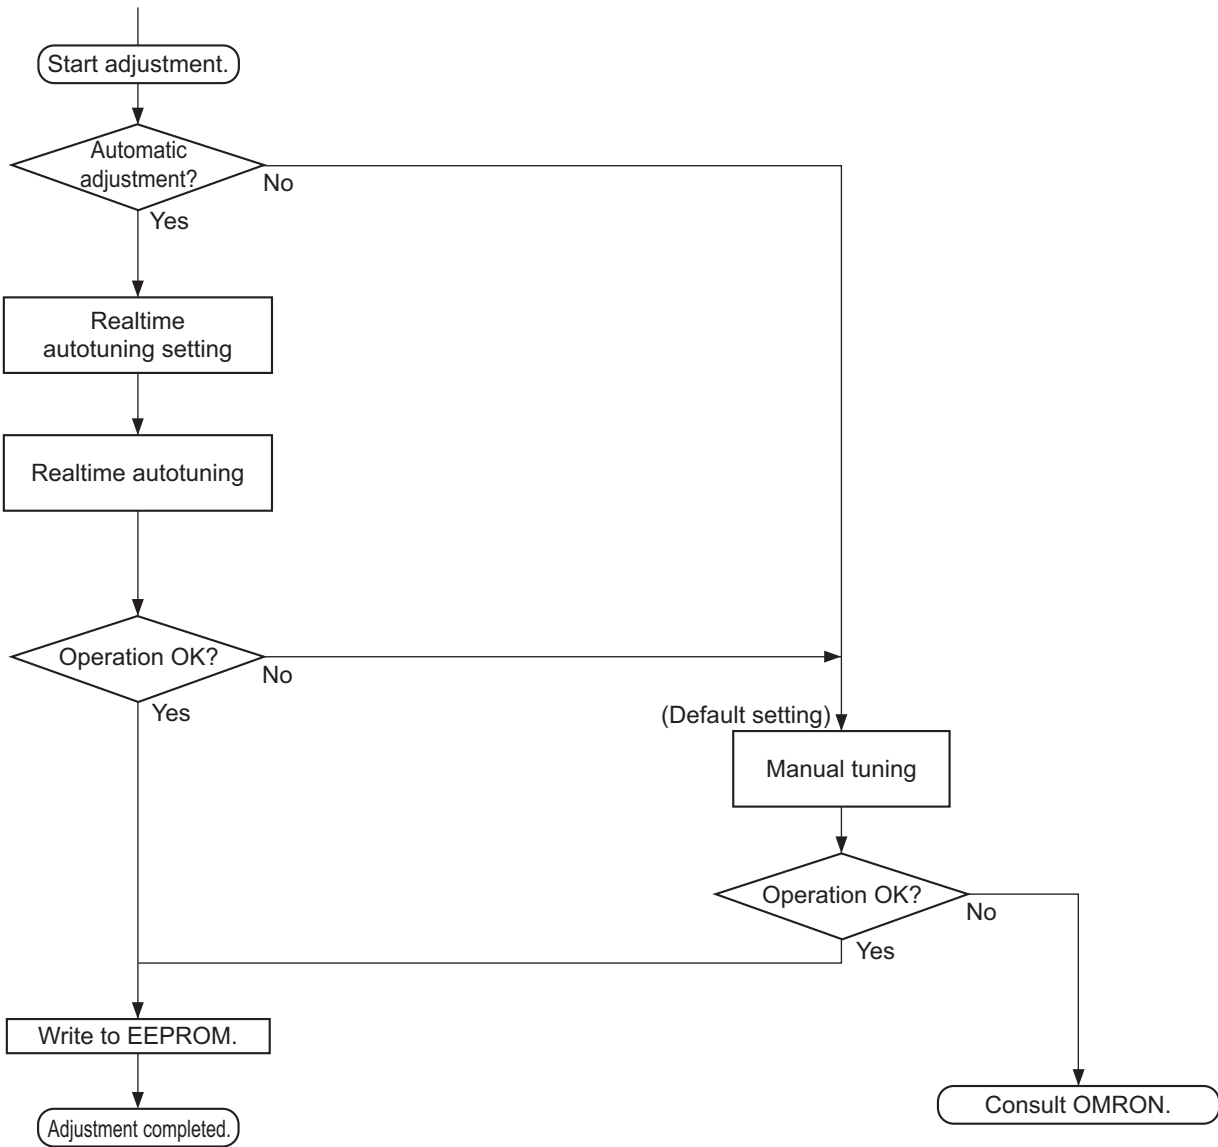 Start adjustment.
Automatic
adjustment?
No
Yes
Realtime
autotuning setting
Realtime autotuning
Operation OK?
No
Yes
(Default setting)
Manual tuning
Operation OK?
No
Yes
Write to EEPROM.
Adjustment completed.
Consult OMRON.